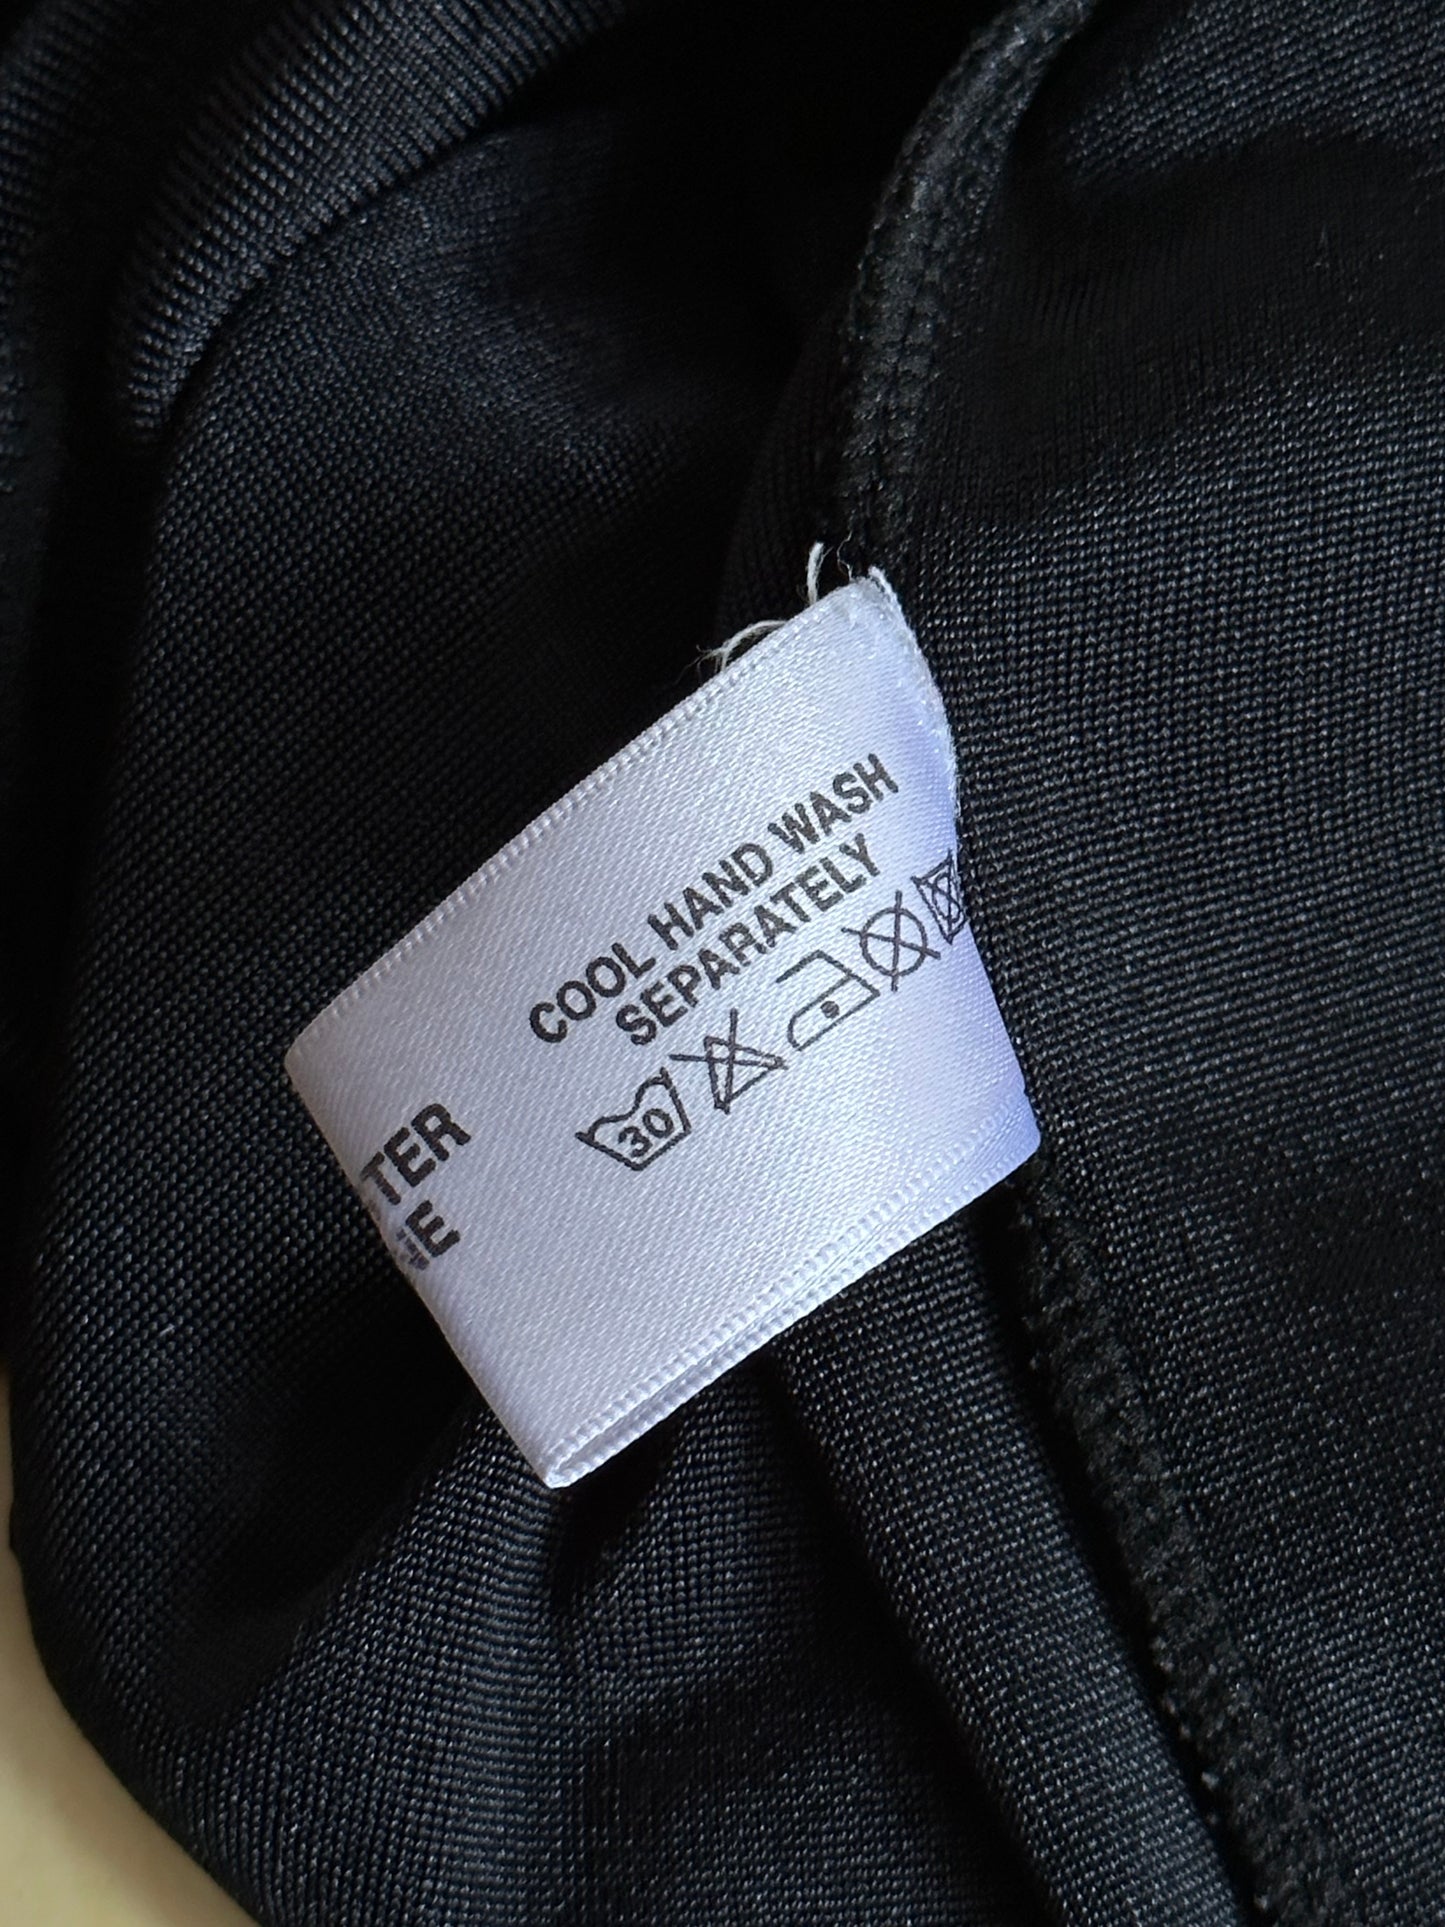 COOL HAND WASH
SEPARATELY
30
TER